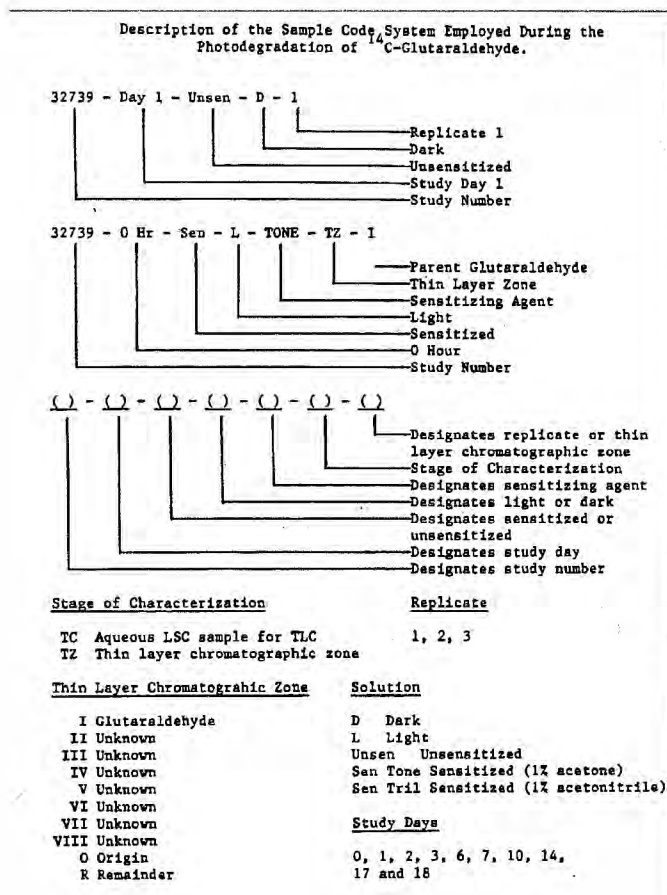 Description of the Sample Code System Employed During the
Photodegradation of 14C-Glutaraldehyde.
32739 - Day 1 - Unsen - D - 1
Replicate 1
Dark
Unsensitized
Study Day 1
Study Number
32739 - 0 Hr - Sen - L - TONE - TZ - I
Parent Glutaraldehyde
Thin Layer Zone
Sensitizing Agent
Light
Sensitized
0 Hour
Study Number
( ) - ( ) - ( ) - ( ) - ( ) - ( ) - ( )
Designates replicate or thin
layer chromatographic zone
Stage of Characterization
Designates sensitizing agent
Designates light or dark
Designates sensitized or
unsensitized
Designates study day
Designates study number
Stage of Characterization
TC Aqueous LSC sample for TLC
TZ Thin layer chromatographic zone
Replicate
1, 2, 3
Thin Layer Chromatograhic Zone
I Glutaraldehyde
II Unknown
III Unknown
IV Unknown
V Unknown
VI Unknown
VII Unknown
VIII Unknown
O Origin
R Remainder
Solution
D Dark
L Light
Unsen Unsensitized
Sen Tone Sensitized (1% acetone)
Sen Tril Sensitized (1% acetonitrile)
Study Days
0, 1, 2, 3, 6, 7, 10, 14,
17 and 18